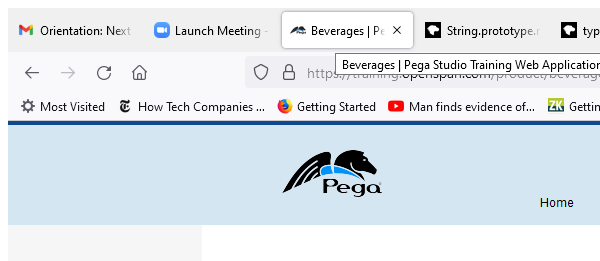 Orientation: Next
Launch Meeting -
Beverages | Pe
String.prototype.
typ
Beverages | Pega Studio Training Web Application
https://training.openspan.com/product/beverage
Most Visited
How Tech Companies ...
Getting Started
Man finds evidence of...
ZK
Gettin
Pega
Home